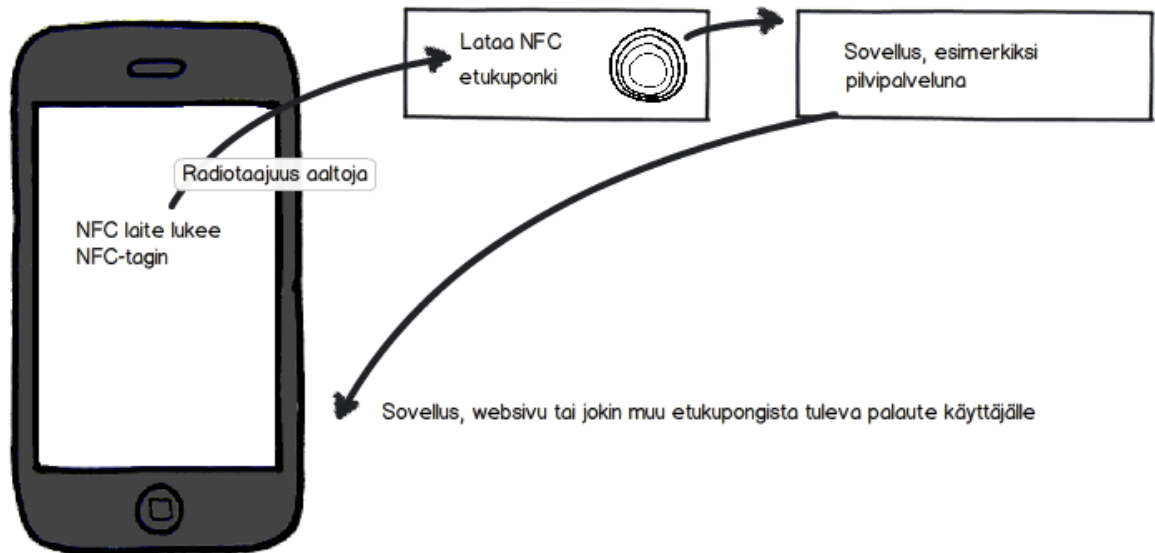 Lataa NFC
etukuponki
Sovellus, esimerkiksi
pilvipalveluna
Radiotaajuus aaltoja
NFC laite lukee
NFC-tagin
Sovellus, websivu tai jokin muu etukupongista tuleva palaute käyttäjälle